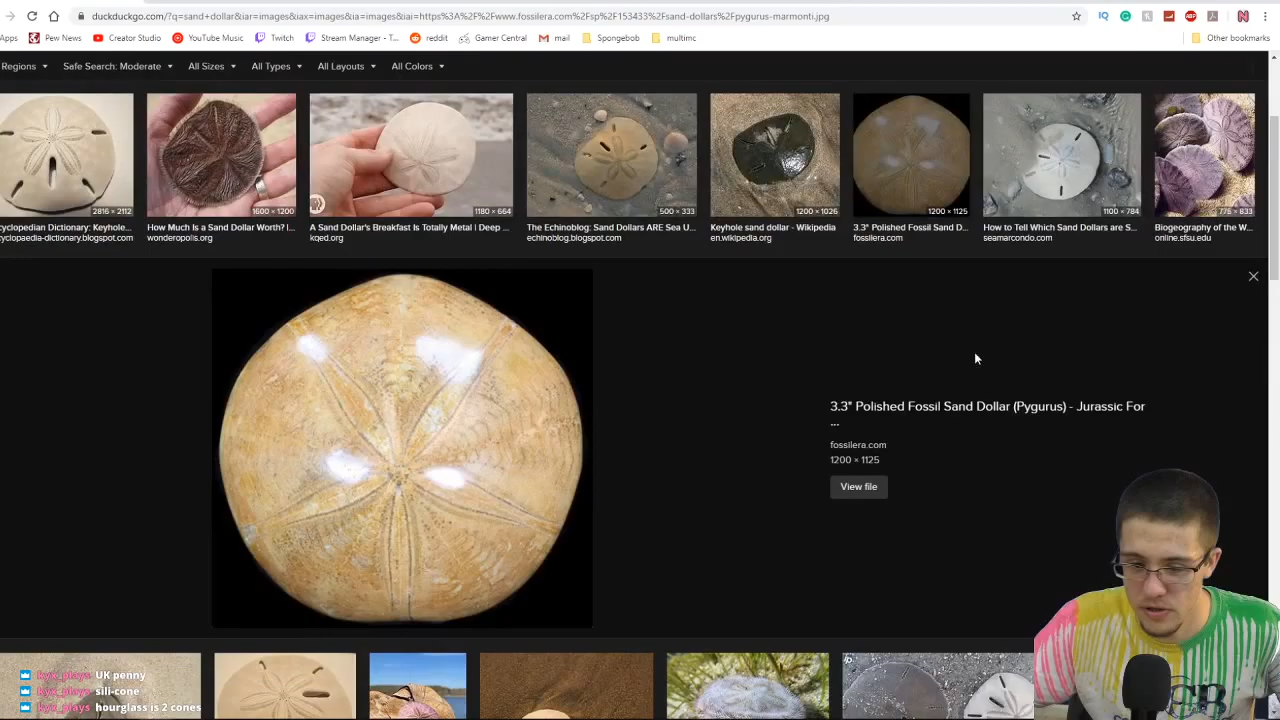 duckduckgo.com/?q=sand+dollar&iar=images&iax=images&ia=images&iai=https%3A%2F%2Fwww.fossilera.com%2Fsp%2F153433%2Fsand-dollars%2Fpygurus-marmonti.jpg
Apps Pew News Creator Studio YouTube Music Twitch Stream Manager - T... reddit Gamer Central mail Spongebob multimc Other bookmarks
Regions Safe Search: Moderate All Sizes All Types All Layouts All Colors
2816 × 2112 1600 × 1200 1180 × 664 500 × 333 1200 × 1026 1200 × 1125 1100 × 784 775 × 833
cyclopedian Dictionary: Keyhole... How Much Is a Sand Dollar Worth? I... A Sand Dollar's Breakfast Is Totally Metal | Deep ... The Echinoblog: Sand Dollars ARE Sea U... Keyhole sand dollar - Wikipedia 3.3" Polished Fossil Sand D... How to Tell Which Sand Dollars are S... Biogeography of the W...
cyclopaedia-dictionary.blogspot.com wonderopolis.org kqed.org echinoblog.blogspot.com en.wikipedia.org fossilera.com seamarcondo.com online.sfsu.edu
3.3" Polished Fossil Sand Dollar (Pygurus) - Jurassic For
...
fossilera.com
1200 × 1125
View file
kyx_plays UK penny
kyx_plays sili-cone
kyx_plays hourglass is 2 cones